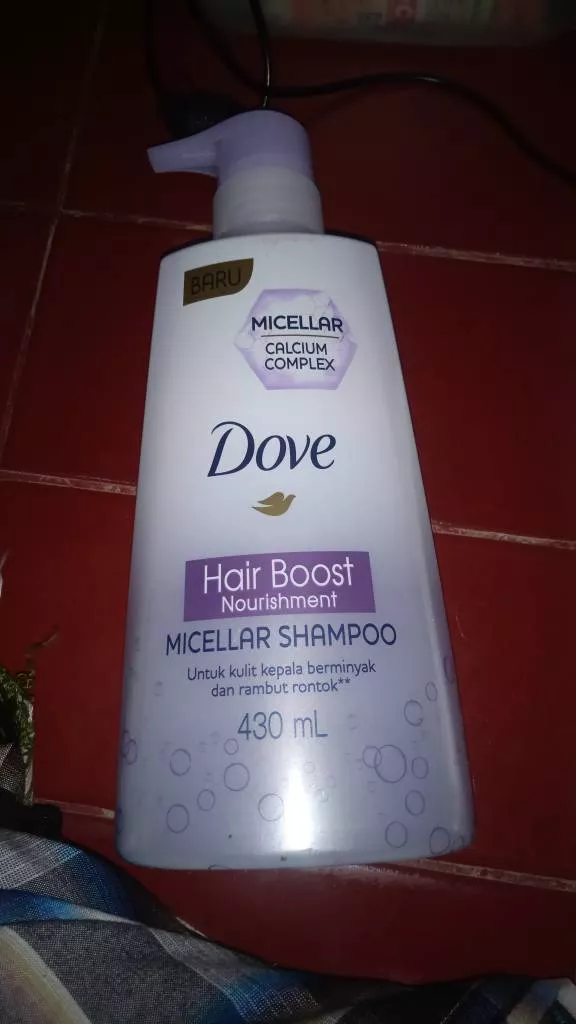 BARU
MICELLAR
CALCIUM
COMPLEX
Dove
Hair Boost
Nourishment
MICELLAR SHAMPOO
Untuk kulit kepala berminyak
dan rambut rontok**
430 mL